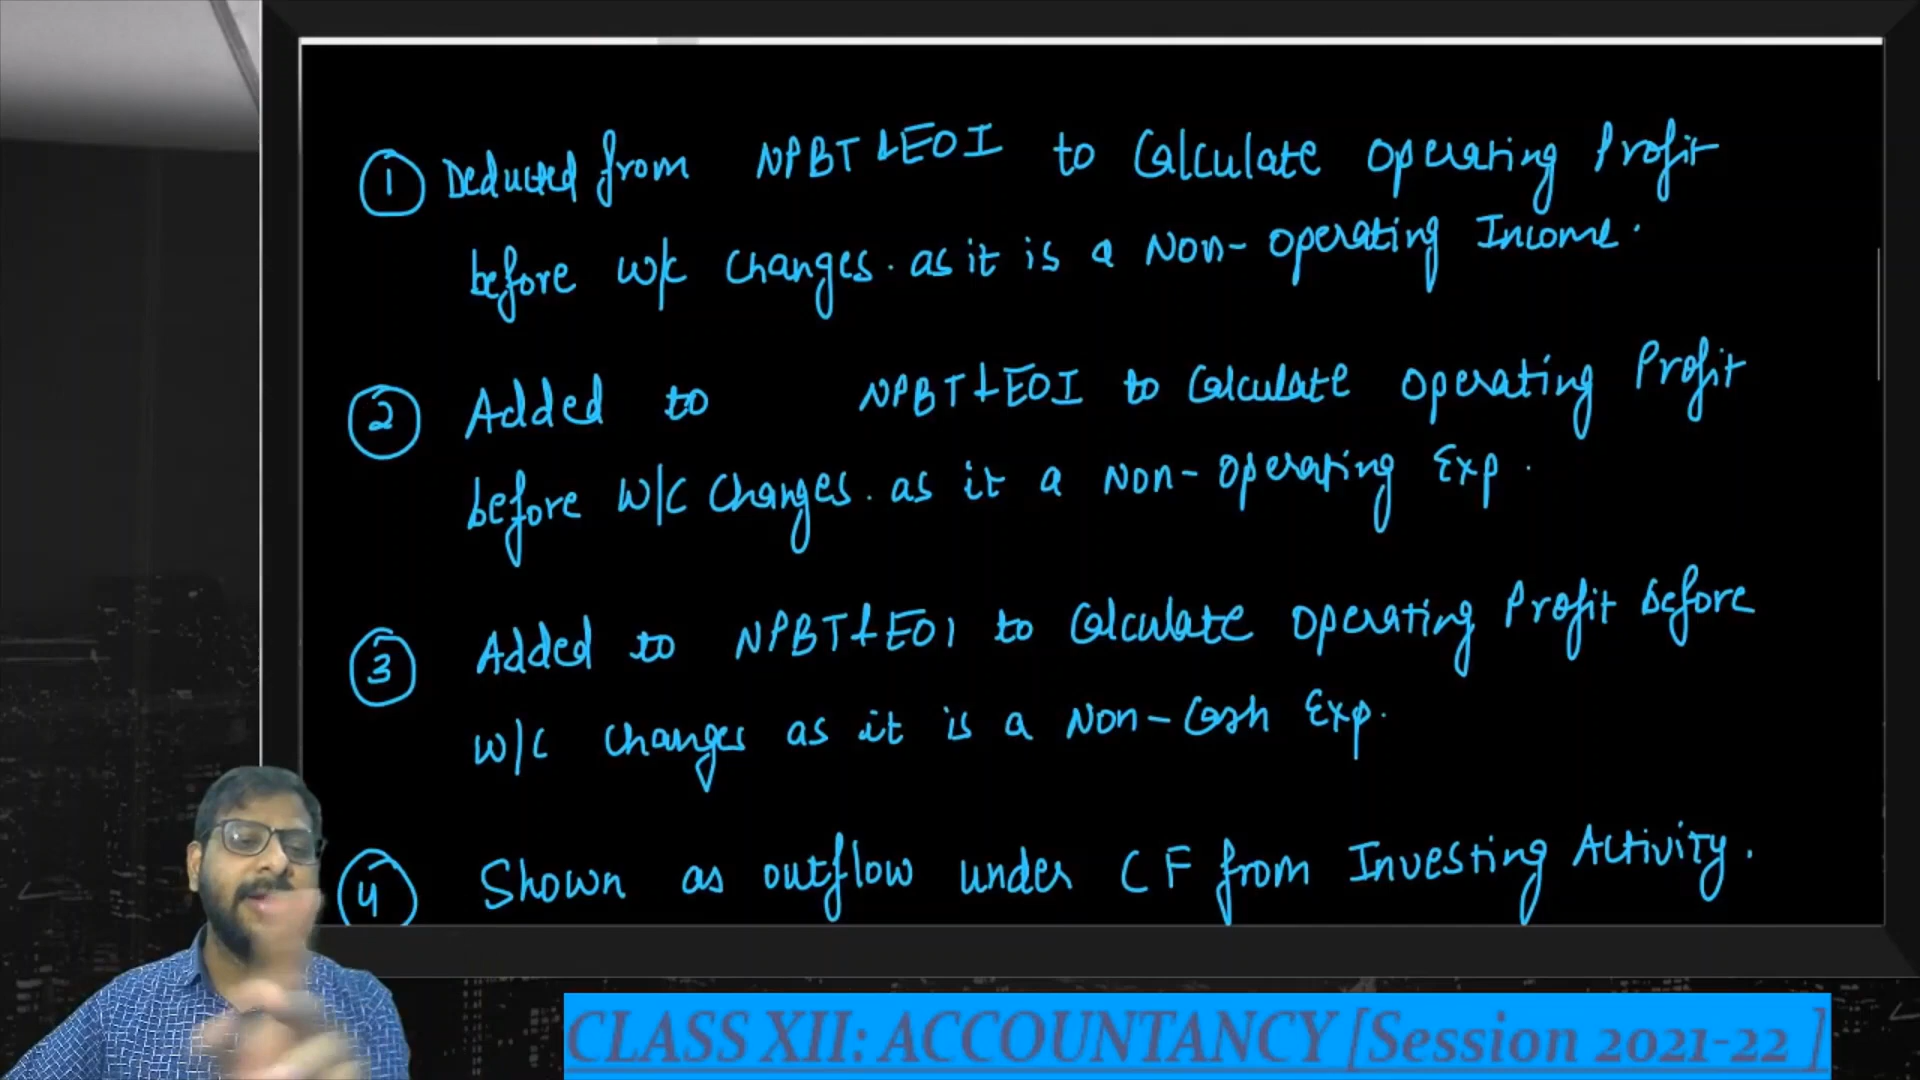 1 Deducted from NPBT&EOI to Calculate Operating Profit
before W/C Changes. as it is a Non-Operating Income.
2 Added to NPBT&EOI to Calculate Operating Profit
before W/C Changes. as it a Non-Operating Exp.
3 Added to NPBT&EOI to Calculate Operating Profit before
W/C Changes as it is a Non-Cash Exp.
4 Shown as outflow under CF from Investing Activity.
CLASS XII: ACCOUNTANCY [Session 2021-22 ]